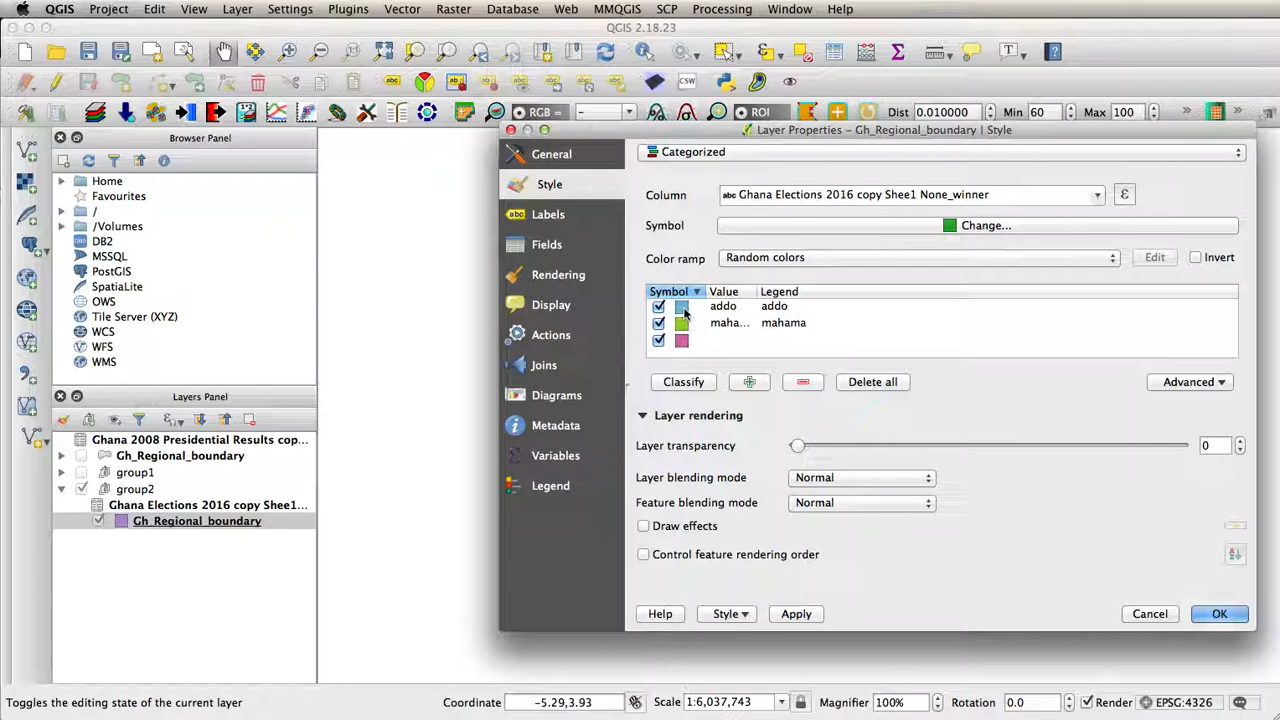 QGIS Project Edit View Layer Settings Plugins Vector Raster Database Web MMQGIS SCP Processing Window Help
QGIS 2.18.23
RGB = - ROI Dist 0.010000 Min 60 Max 100
Browser Panel
Home
Favourites
/
/Volumes
DB2
MSSQL
PostGIS
SpatiaLite
OWS
Tile Server (XYZ)
WCS
WFS
WMS
Layers Panel
Ghana 2008 Presidential Results cop...
Gh_Regional_boundary
group1
group2
Ghana Elections 2016 copy Shee1...
Gh_Regional_boundary
Layer Properties – Gh_Regional_boundary | Style
General
Style
Labels
Fields
Rendering
Display
Actions
Joins
Diagrams
Metadata
Variables
Legend
Categorized
Column abc Ghana Elections 2016 copy Shee1 None_winner ε
Symbol Change...
Color ramp Random colors Edit Invert
Symbol Value Legend
addo addo
maha... mahama
Classify Delete all Advanced
Layer rendering
Layer transparency 0
Layer blending mode Normal
Feature blending mode Normal
Draw effects
Control feature rendering order
Help Style Apply Cancel OK
Toggles the editing state of the current layer Coordinate -5.29,3.93 Scale 1:6,037,743 Magnifier 100% Rotation 0.0 Render EPSG:4326